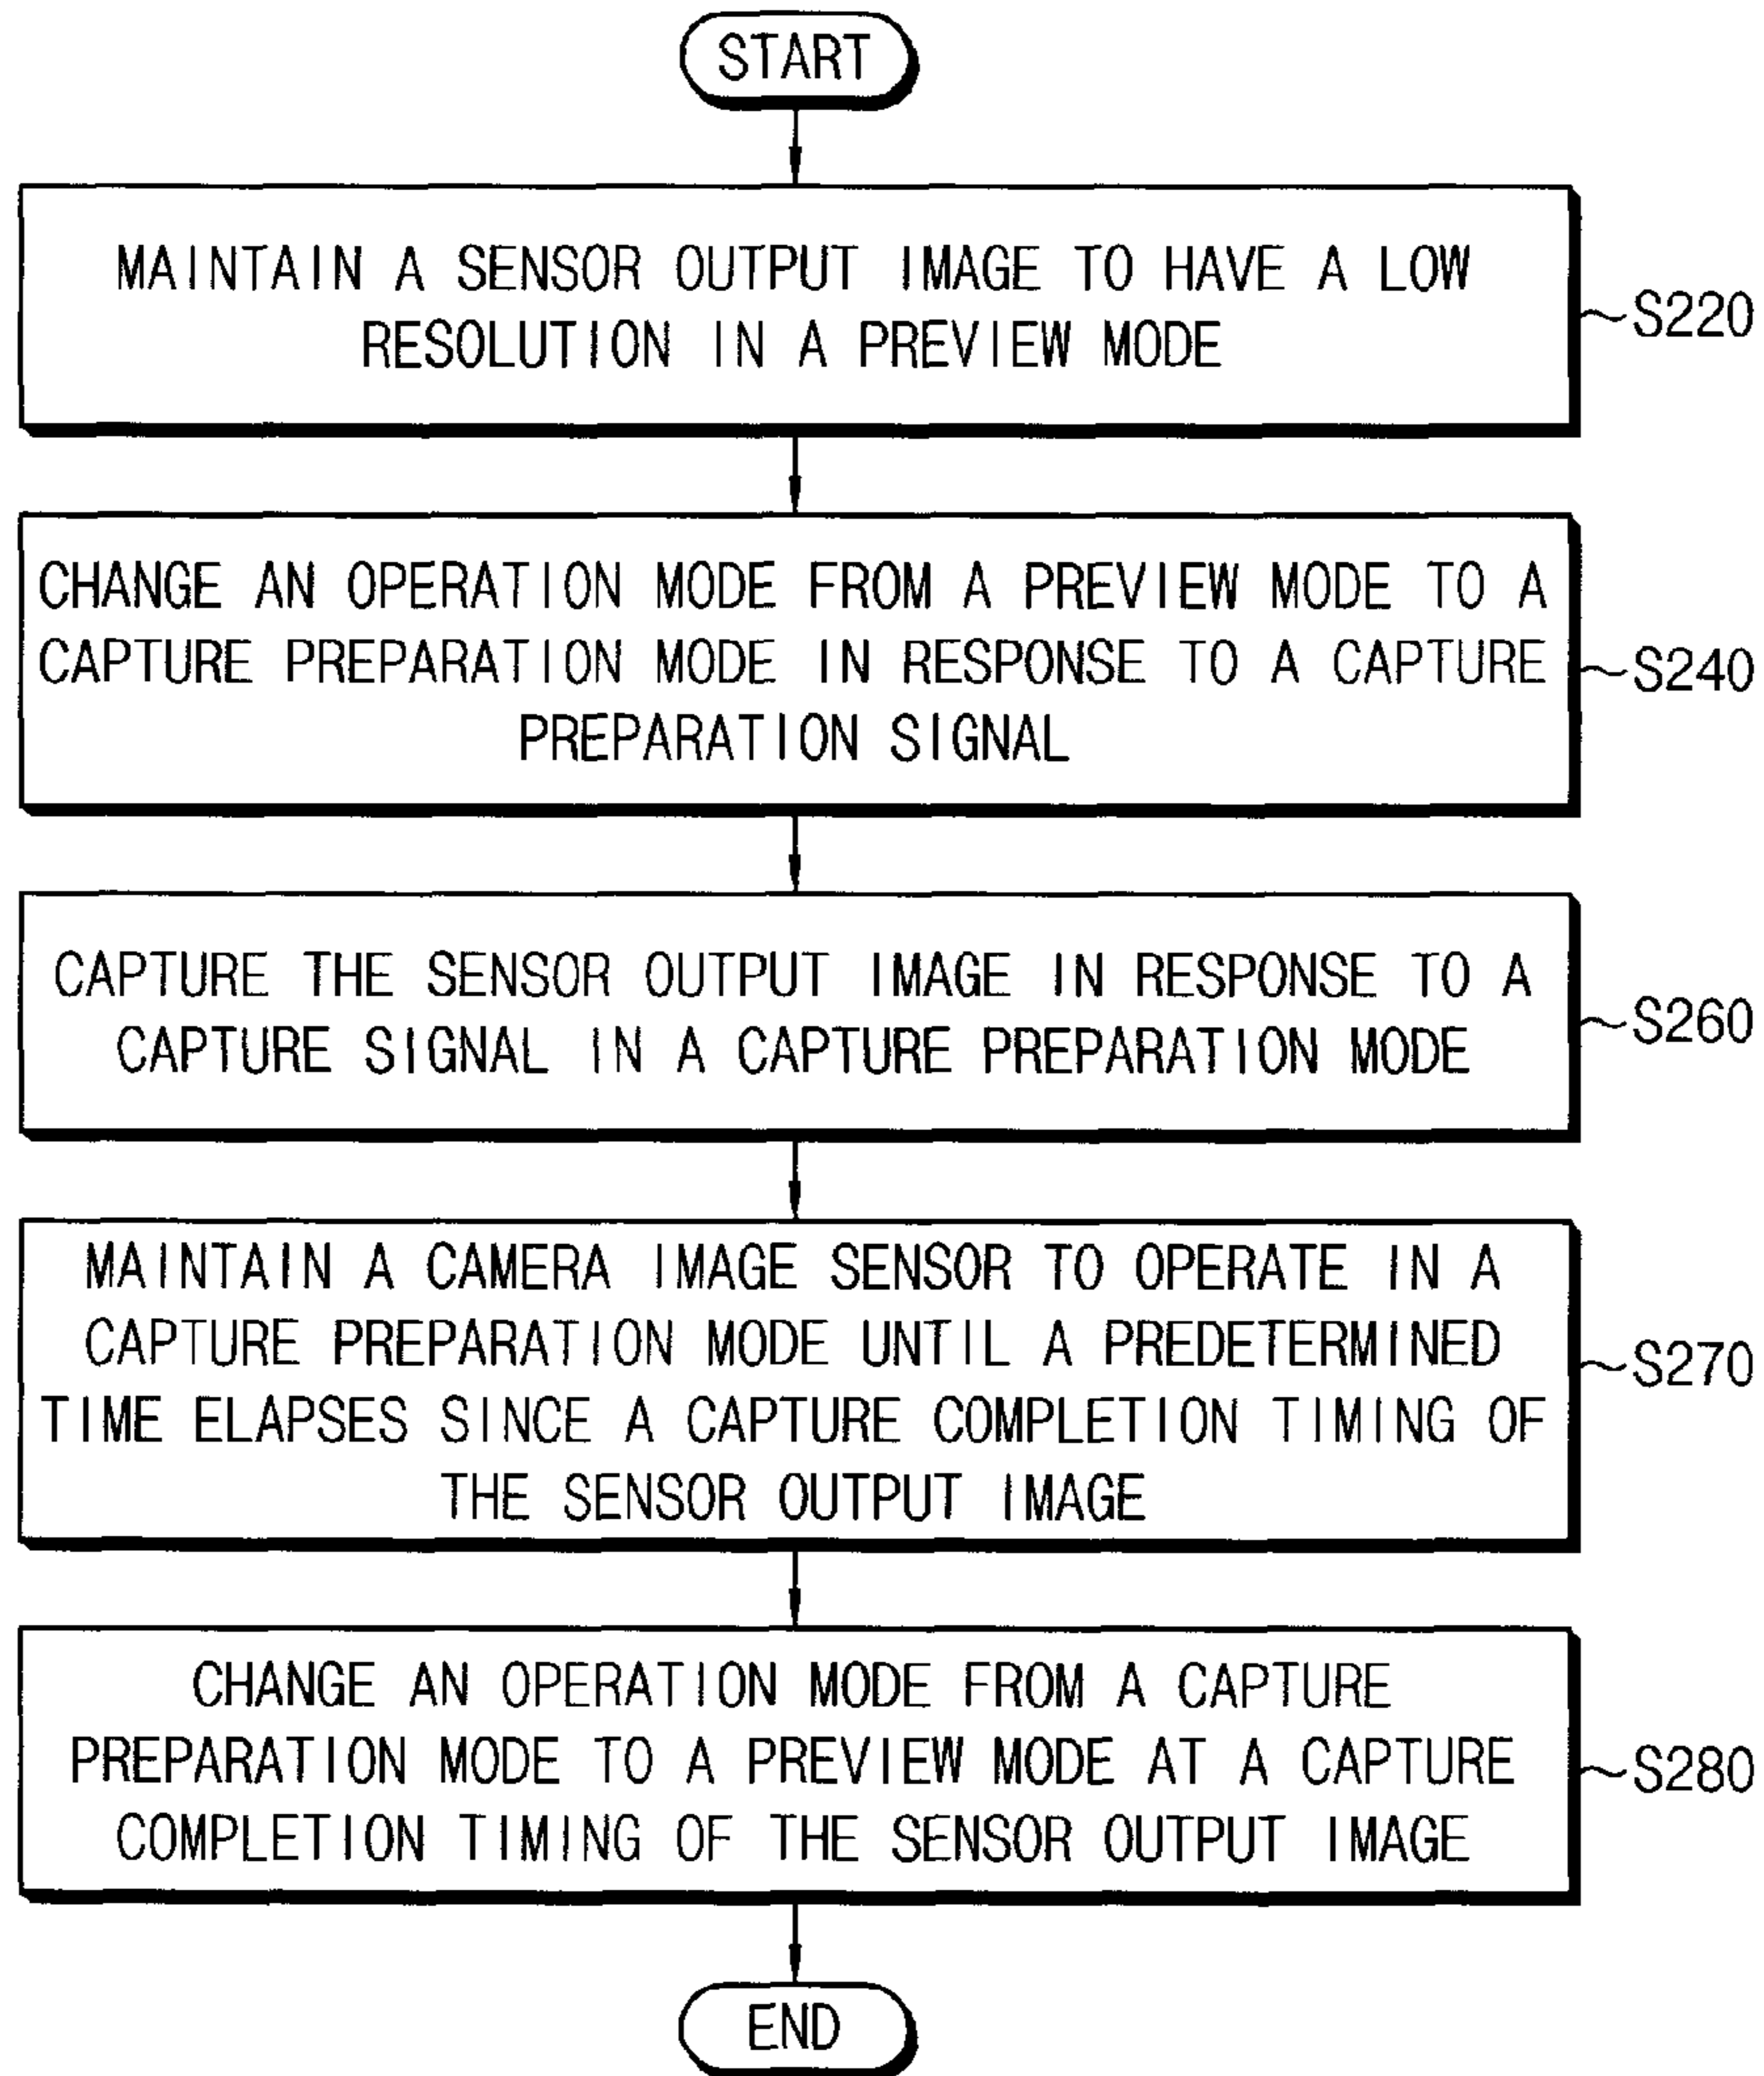 START
MAINTAIN A SENSOR OUTPUT IMAGE TO HAVE A LOW
RESOLUTION IN A PREVIEW MODE
~S220
CHANGE AN OPERATION MODE FROM A PREVIEW MODE TO A
CAPTURE PREPARATION MODE IN RESPONSE TO A CAPTURE
PREPARATION SIGNAL
~S240
CAPTURE THE SENSOR OUTPUT IMAGE IN RESPONSE TO A
CAPTURE SIGNAL IN A CAPTURE PREPARATION MODE
~S260
MAINTAIN A CAMERA IMAGE SENSOR TO OPERATE IN A
CAPTURE PREPARATION MODE UNTIL A PREDETERMINED
TIME ELAPSES SINCE A CAPTURE COMPLETION TIMING OF
THE SENSOR OUTPUT IMAGE
~S270
CHANGE AN OPERATION MODE FROM A CAPTURE
PREPARATION MODE TO A PREVIEW MODE AT A CAPTURE
COMPLETION TIMING OF THE SENSOR OUTPUT IMAGE
~S280
END